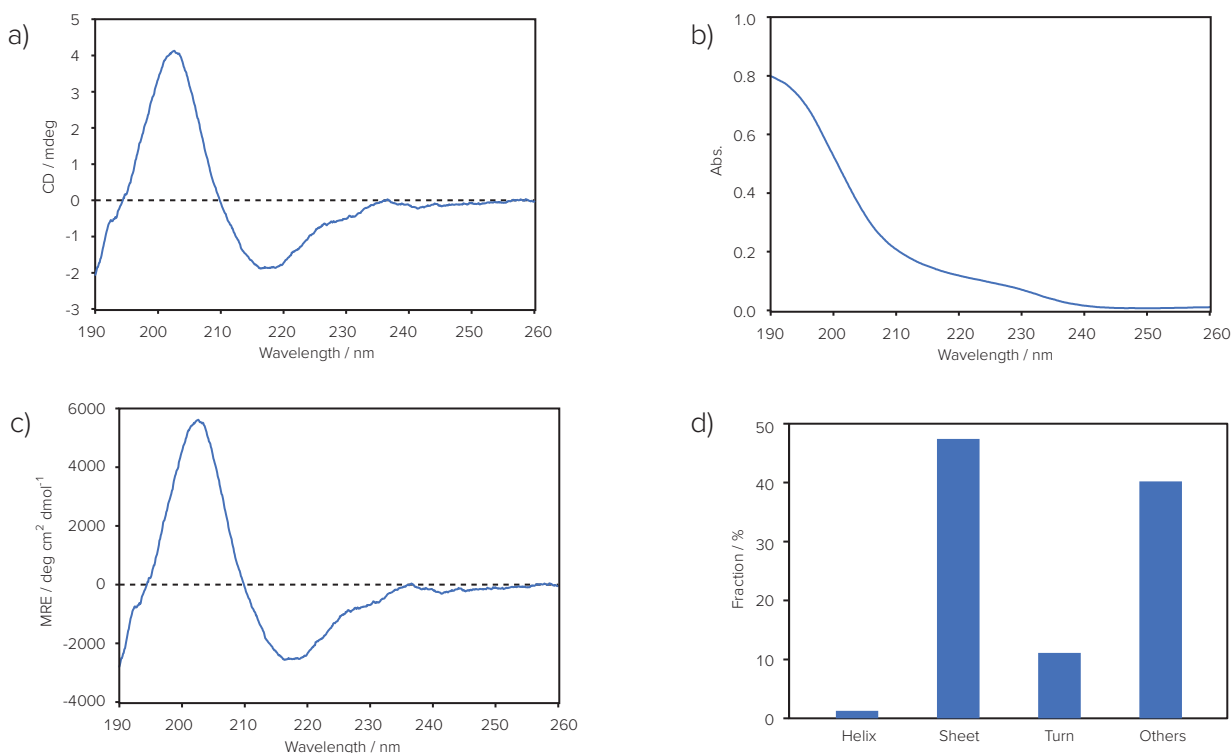 a)
5
4
3
2
1
0
-1
-2
-3
CD / mdeg
190 200 210 220 230 240 250 260
Wavelength / nm
b)
1.0
0.8
0.6
0.4
0.2
0.0
Abs.
190 200 210 220 230 240 250 260
Wavelength / nm
c)
6000
4000
2000
0
-2000
-4000
MRE / deg cm² dmol⁻¹
190 200 210 220 230 240 250 260
Wavelength / nm
d)
50
40
30
20
10
0
Fraction / %
Helix Sheet Turn Others